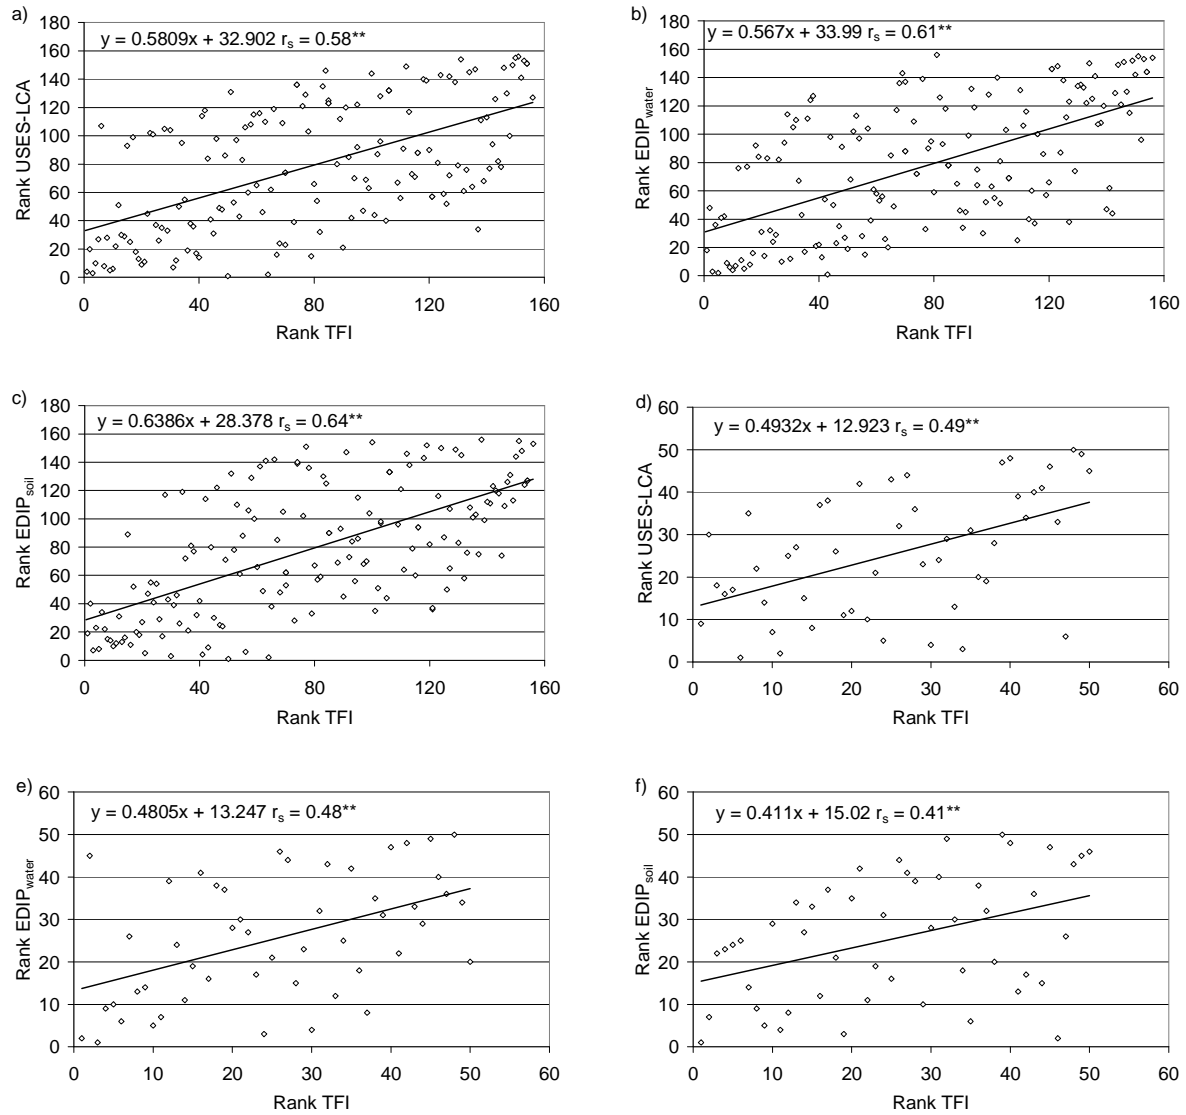 a)
y = 0.5809x + 32.902 rs = 0.58**
Rank USES-LCA
180
160
140
120
100
80
60
40
20
0
0 40 80 120 160
Rank TFI
b)
y = 0.567x + 33.99 rs = 0.61**
Rank EDIPwater
180
160
140
120
100
80
60
40
20
0
0 40 80 120 160
Rank TFI
c)
y = 0.6386x + 28.378 rs = 0.64**
Rank EDIPsoil
180
160
140
120
100
80
60
40
20
0
0 40 80 120 160
Rank TFI
d)
y = 0.4932x + 12.923 rs = 0.49**
Rank USES-LCA
60
50
40
30
20
10
0
0 10 20 30 40 50 60
Rank TFI
e)
y = 0.4805x + 13.247 rs = 0.48**
Rank EDIPwater
60
50
40
30
20
10
0
0 10 20 30 40 50 60
Rank TFI
f)
y = 0.411x + 15.02 rs = 0.41**
Rank EDIPsoil
60
50
40
30
20
10
0
0 10 20 30 40 50 60
Rank TFI